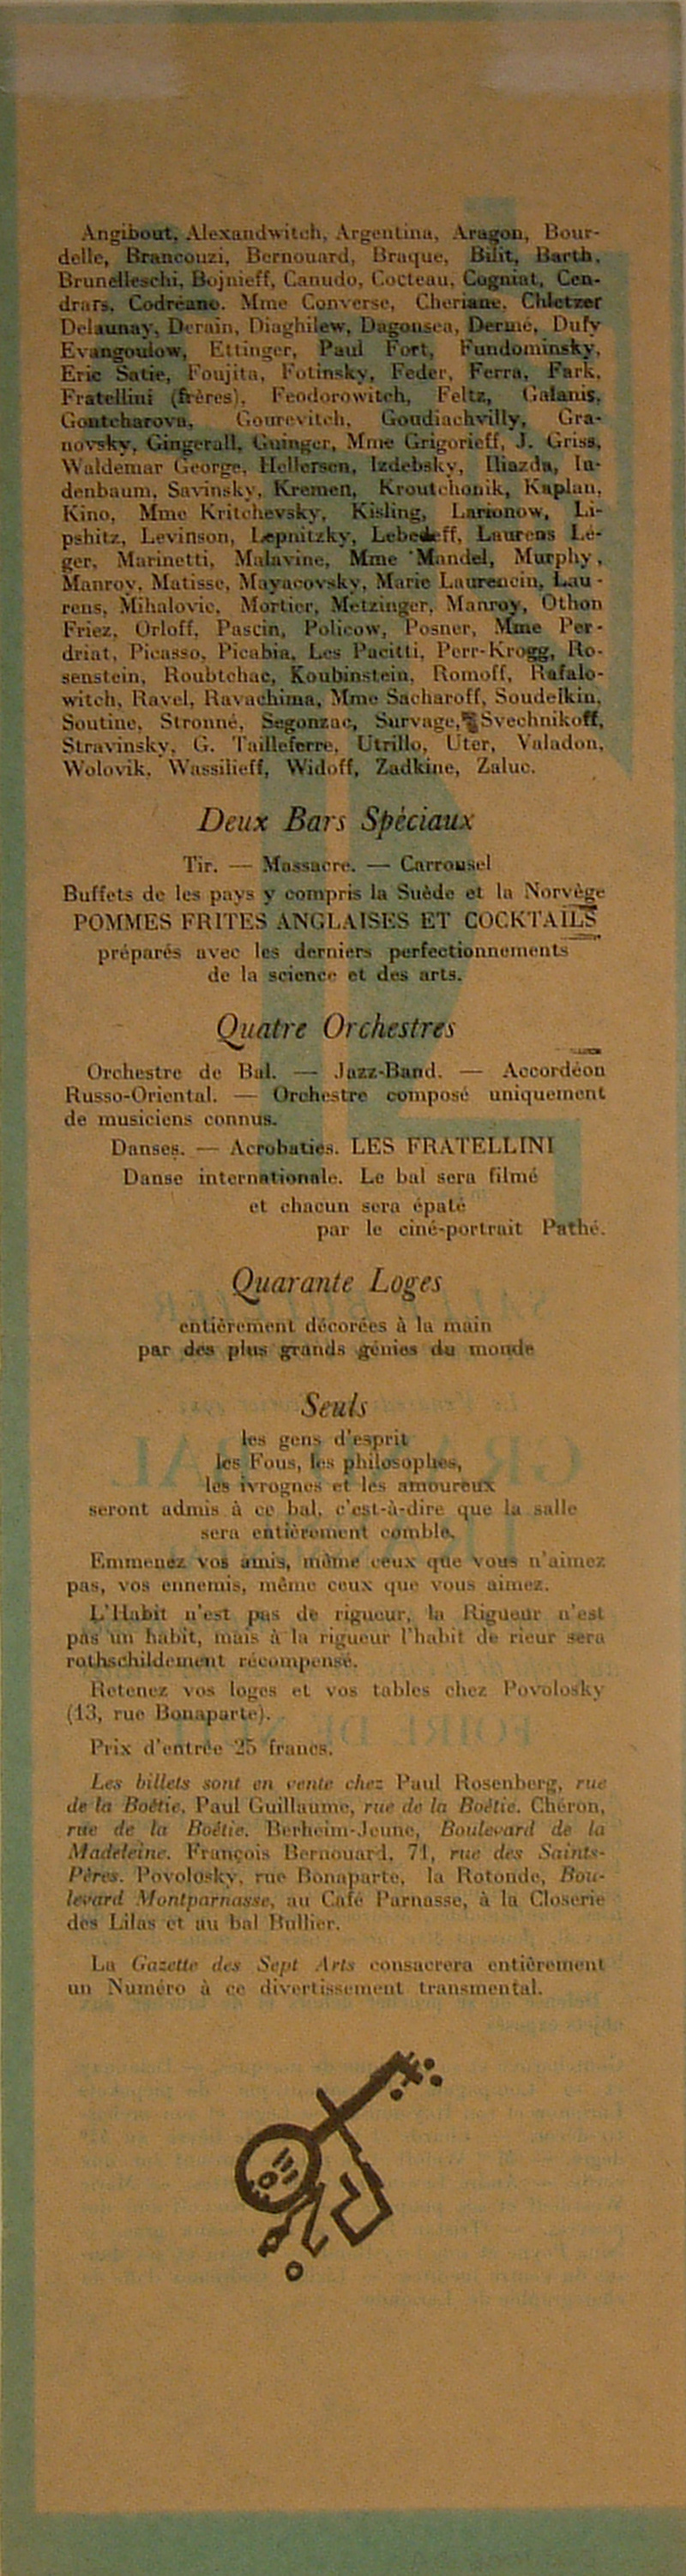 Angibout, Alexandwitch, Argentina, Aragon, Bour-
delle, Brancouzi, Bernouard, Braque, Bilit, Barth,
Brunelleschi, Bojnieff, Canudo, Cocteau, Cogniat, Cen-
drars, Codréano. Mme Converse, Cheriane, Chletzer
Delaunay, Derain, Diaghilew, Dagousea, Dermé, Dufy
Evangoulow, Ettinger, Paul Fort, Fundominsky,
Eric Satie, Foujita, Fotinsky, Feder, Ferra, Fark,
Fratellini (frères), Feodorowitch, Feltz, Galanis,
Gontcharova, Gourevitch, Goudiachvilly, Gra-
novsky, Gingerall, Guinger, Mme Grigorieff, J. Griss,
Waldemar George, Hellersen, Izdebsky, Iliazda, In-
denbaum, Savinsky, Kremen, Kroutchonik, Kaplan,
Kino, Mme Kritchevsky, Kisling, Larionow, Li-
pshitz, Levinson, Lepnitzky, Lebedeff, Laurens Lé-
ger, Marinetti, Malavine, Mme Mandel, Murphy,
Manroy, Matisse, Mayacovsky, Marie Laurencin, Lau-
rens, Mihalovic, Mortier, Metzinger, Manroy, Othon
Friez, Orloff, Pascin, Policow, Posner, Mme Per-
driat, Picasso, Picabia, Les Pacitti, Perr-Krogg, Ro-
senstein, Roubtchac, Koubinstein, Romoff, Rafalo-
witch, Ravel, Ravachima, Mme Sacharoff, Soudelkin,
Soutine, Stronné, Segonzac, Survage, Svechnikoff,
Stravinsky, G. Tailleferre, Utrillo, Uter, Valadon,
Wolovik, Wassilieff, Widoff, Zadkine, Zaluc.
Deux Bars Spéciaux
Tir. — Massacre. — Carrousel
Buffets de les pays y compris la Suède et la Norvège
POMMES FRITES ANGLAISES ET COCKTAILS
préparés avec les derniers perfectionnements
de la science et des arts.
Quatre Orchestres
Orchestre de Bal. — Jazz-Band. — Accordéon
Russo-Oriental. — Orchestre composé uniquement
de musiciens connus.
Danses. — Acrobaties. LES FRATELLINI
Danse internationale. Le bal sera filmé
et chacun sera épaté
par le ciné-portrait Pathé.
Quarante Loges
entièrement décorées à la main
par des plus grands génies du monde
Seuls
les gens d'esprit
les Fous, les philosophes,
les ivrognes et les amoureux
seront admis à ce bal, c'est-à-dire que la salle
sera entièrement comble.
Emmenez vos amis, même ceux que vous n'aimez
pas, vos ennemis, même ceux que vous aimez.
L'Habit n'est pas de rigueur, la Rigueur n'est
pas un habit, mais à la rigueur l'habit de rieur sera
rothschildement récompensé.
Retenez vos loges et vos tables chez Povolosky
(13, rue Bonaparte).
Prix d'entrée 25 francs.
Les billets sont en vente chez Paul Rosenberg, rue
de la Boëtie, Paul Guillaume, rue de la Boëtie. Chéron,
rue de la Boëtie. Berheim-Jeune, Boulevard de la
Madeleine. François Bernouard, 71, rue des Saints-
Pères. Povolosky, rue Bonaparte, la Rotonde, Bou-
levard Montparnasse, au Café Parnasse, à la Closerie
des Lilas et au bal Bullier.
La Gazette des Sept Arts consacrera entièrement
un Numéro à ce divertissement transmental.